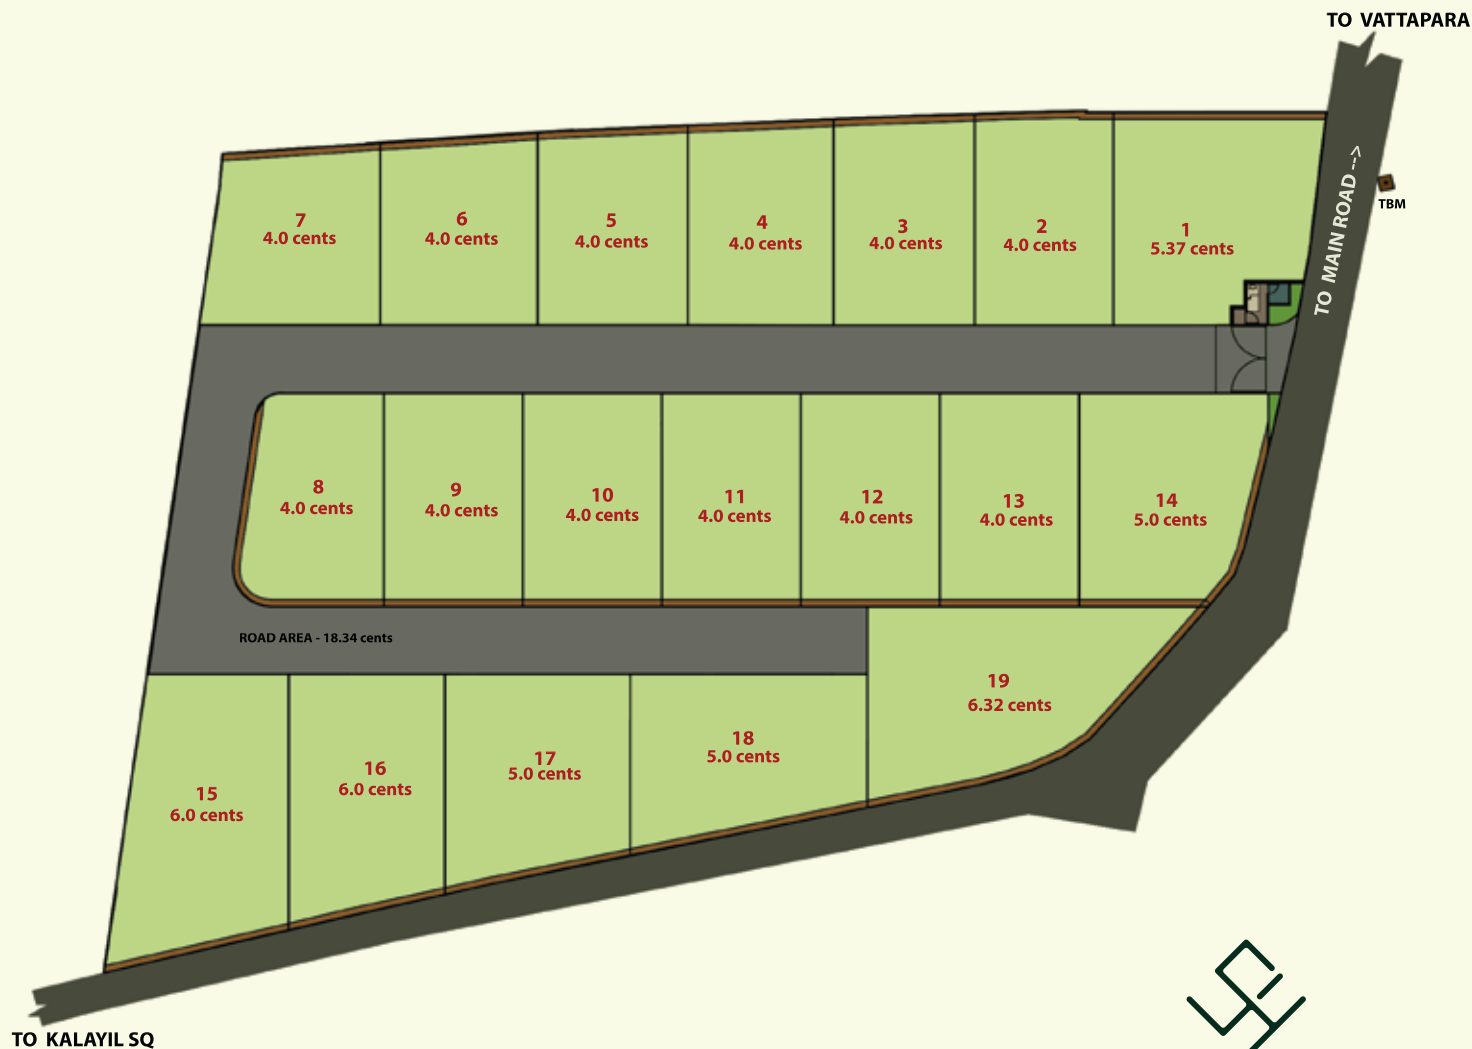 TO VATTAPARA
TO MAIN ROAD -->
TBM
7
4.0 cents
6
4.0 cents
5
4.0 cents
4
4.0 cents
3
4.0 cents
2
4.0 cents
1
5.37 cents
8
4.0 cents
9
4.0 cents
10
4.0 cents
11
4.0 cents
12
4.0 cents
13
4.0 cents
14
5.0 cents
ROAD AREA - 18.34 cents
15
6.0 cents
16
6.0 cents
17
5.0 cents
18
5.0 cents
19
6.32 cents
TO KALAYIL SQ